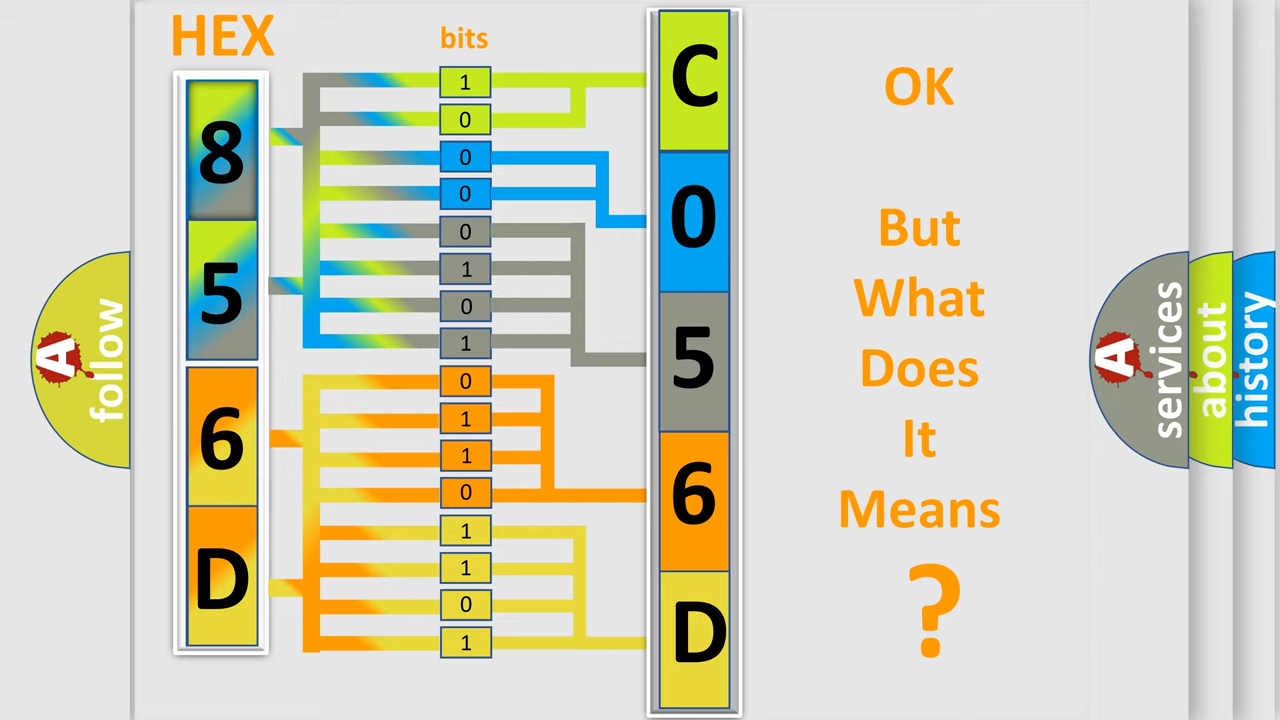 HEX
bits
8
5
6
D
1
0
0
0
0
1
0
1
0
1
1
0
1
1
0
1
C
0
5
6
D
OK
But
What
Does
It
Means
?
A
follow
A
services
about
history